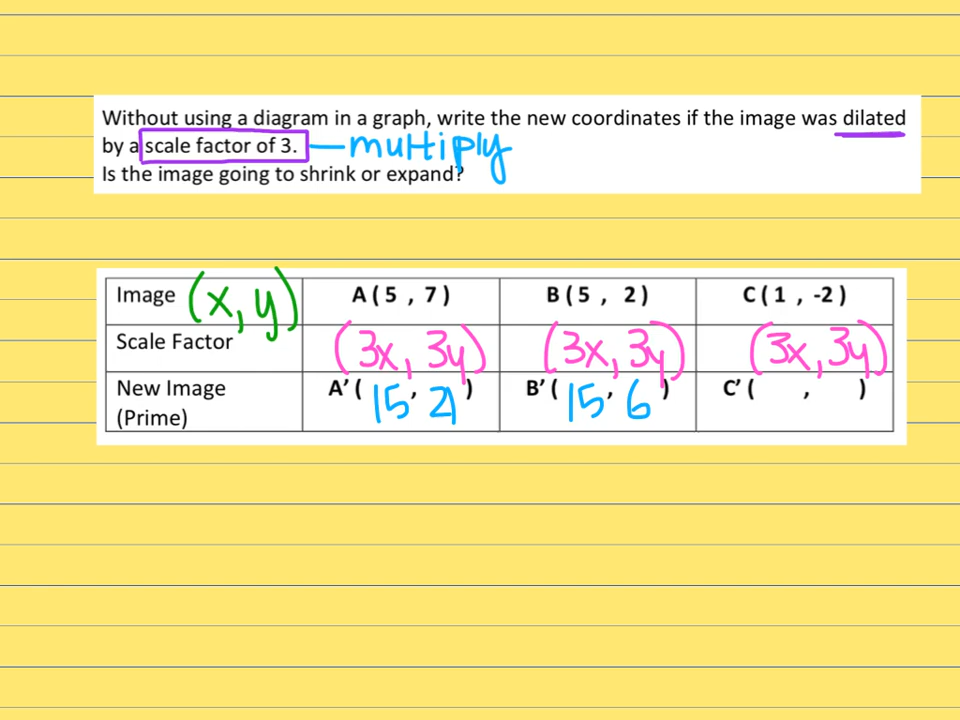 Without using a diagram in a graph, write the new coordinates if the image was dilated
by a scale factor of 3. — multiply
Is the image going to shrink or expand?
Image (x, y) A ( 5 , 7 ) B ( 5 , 2 ) C ( 1 , -2 )
Scale Factor (3x, 3y) (3x, 3y) (3x, 3y)
New Image A’ ( 15 , 21 ) B’ ( 15 , 6 ) C’ ( , )
(Prime)